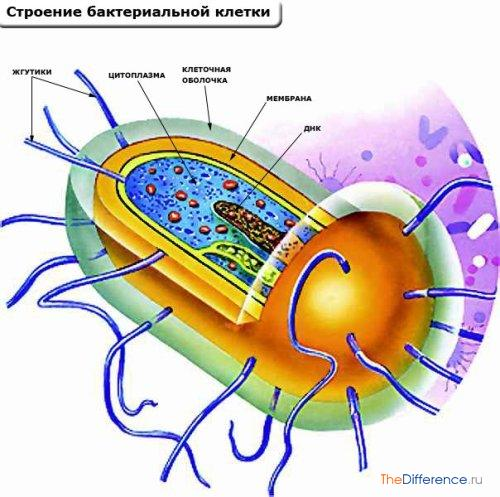 Строение бактериальной клетки
ЖГУТИКИ
ЦИТОПЛАЗМА
КЛЕТОЧНАЯ
ОБОЛОЧКА
МЕМБРАНА
ДНК
TheDifference.ru